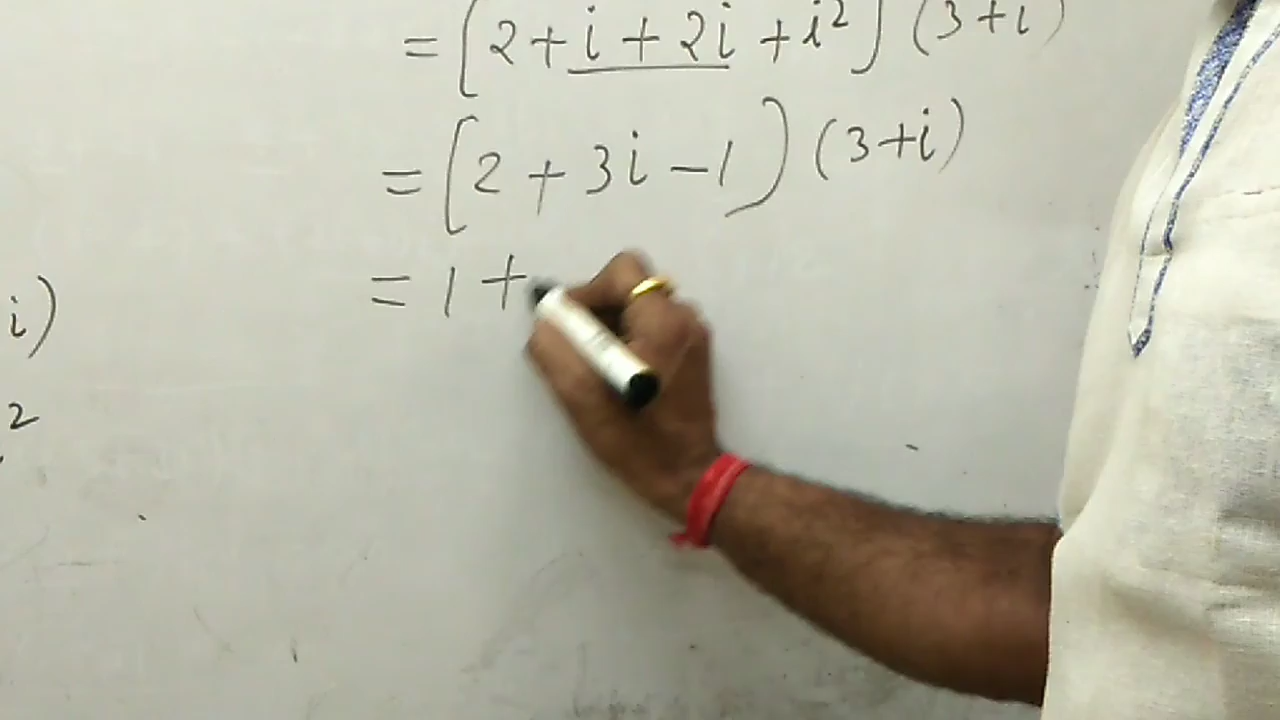 = [2 + i + 2i + i²] (3 + i)
= [2 + 3i - 1) (3 + i)
= 1 +
i)
2